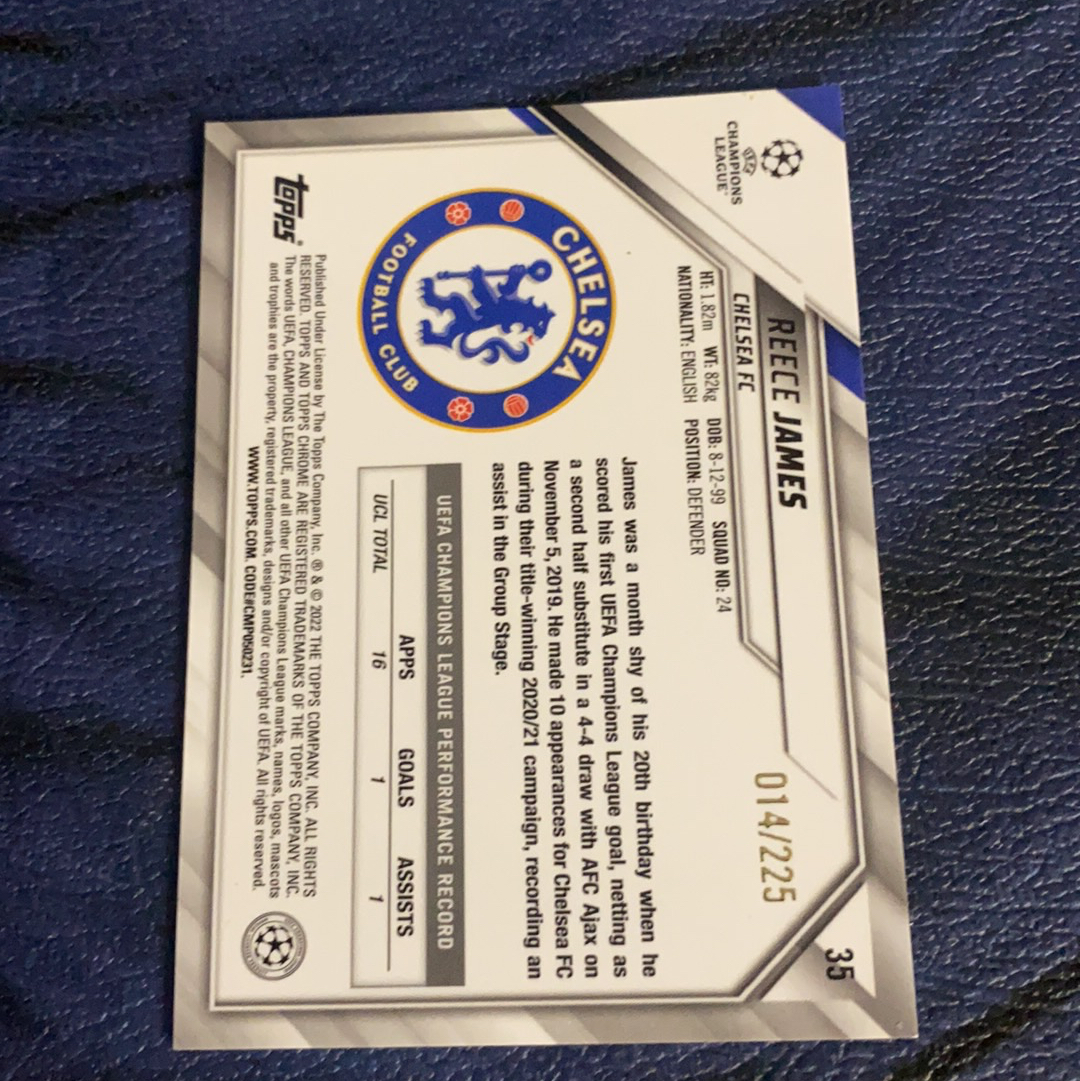 CHAMPIONS
LEAGUE™
REECE JAMES
CHELSEA FC
HT: 1.82m WT: 82kg DOB: 8-12-99 SQUAD NO: 24
NATIONALITY: ENGLISH POSITION: DEFENDER
014/225
35
CHELSEA
FOOTBALL CLUB
James was a month shy of his 20th birthday when he
scored his first UEFA Champions League goal, netting as
a second half substitute in a 4-4 draw with AFC Ajax on
November 5, 2019. He made 10 appearances for Chelsea FC
during their title-winning 2020/21 campaign, recording an
assist in the Group Stage.
UEFA CHAMPIONS LEAGUE PERFORMANCE RECORD
APPS GOALS ASSISTS
UCL TOTAL 16 1 1
Topps®
Published Under License by The Topps Company, Inc. ® & © 2022 THE TOPPS COMPANY, INC. ALL RIGHTS
RESERVED. TOPPS AND TOPPS CHROME ARE REGISTERED TRADEMARKS OF THE TOPPS COMPANY, INC.
The words UEFA, CHAMPIONS LEAGUE, and all other UEFA Champions League marks, names, logos, mascots
and trophies are the property, registered trademarks, designs and/or copyright of UEFA. All rights reserved.
WWW.TOPPS.COM. CODE#CMP050231.